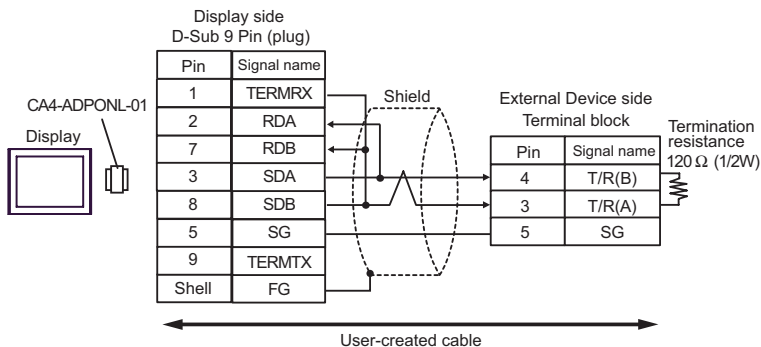 Display side
D-Sub 9 Pin (plug)
Pin Signal name
1 TERMRX
2 RDA
7 RDB
3 SDA
8 SDB
5 SG
9 TERMTX
Shell FG
CA4-ADPONL-01
Display
Shield
External Device side
Terminal block
Pin Signal name
4 T/R(B)
3 T/R(A)
5 SG
Termination
resistance
120 Ω (1/2W)
User-created cable